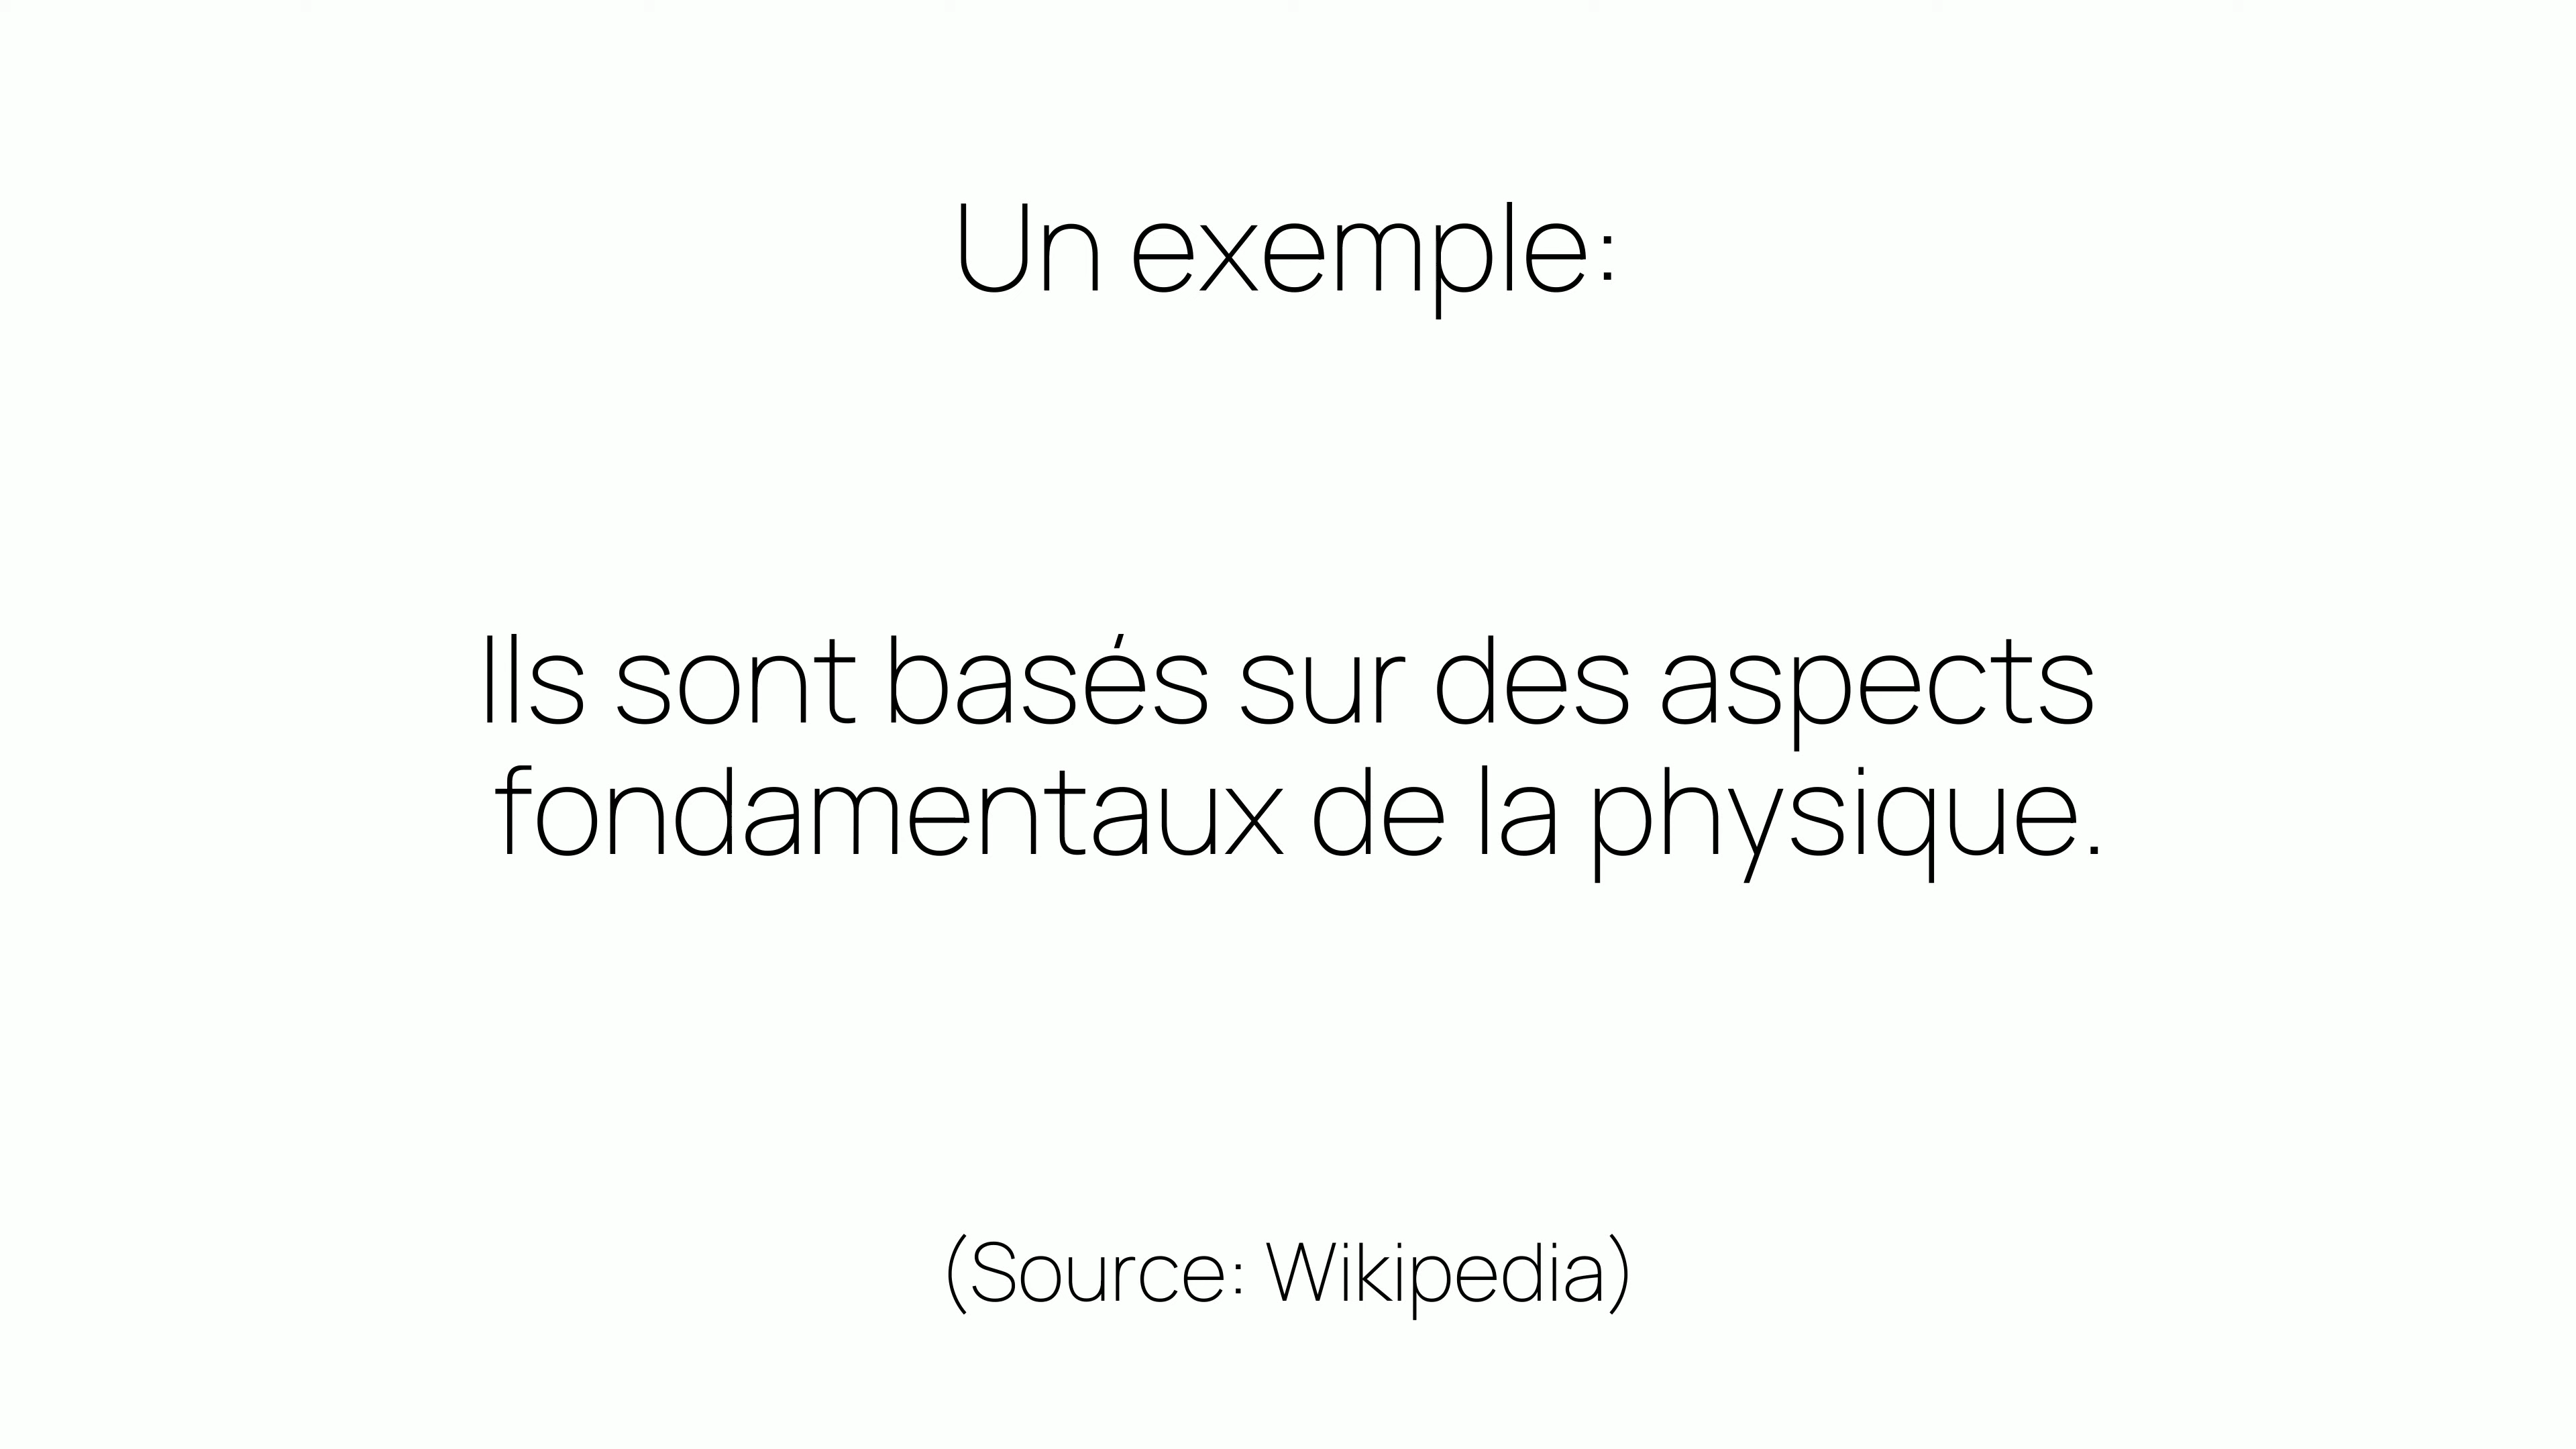 Un exemple:
Ils sont basés sur des aspects
fondamentaux de la physique.
(Source: Wikipedia)